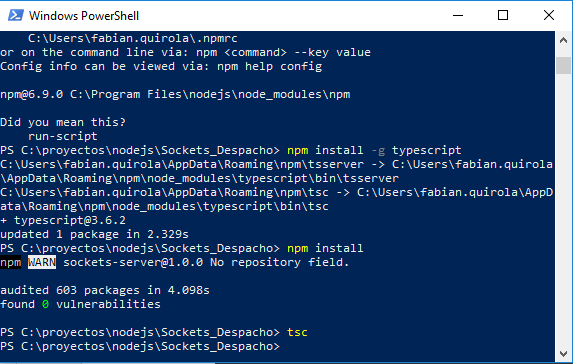 Windows PowerShell
C:\Users\fabian.quirola\.npmrc
or on the command line via: npm <command> --key value
Config info can be viewed via: npm help config
npm@6.9.0 C:\Program Files\nodejs\node_modules\npm
Did you mean this?
run-script
PS C:\proyectos\nodejs\Sockets_Despacho> npm install -g typescript
C:\Users\fabian.quirola\AppData\Roaming\npm\tsserver -> C:\Users\fabian.quirola
\AppData\Roaming\npm\node_modules\typescript\bin\tsserver
C:\Users\fabian.quirola\AppData\Roaming\npm\tsc -> C:\Users\fabian.quirola\AppD
ata\Roaming\npm\node_modules\typescript\bin\tsc
+ typescript@3.6.2
updated 1 package in 2.329s
PS C:\proyectos\nodejs\Sockets_Despacho> npm install
npm WARN sockets-server@1.0.0 No repository field.
audited 603 packages in 4.098s
found 0 vulnerabilities
PS C:\proyectos\nodejs\Sockets_Despacho> tsc
PS C:\proyectos\nodejs\Sockets_Despacho>